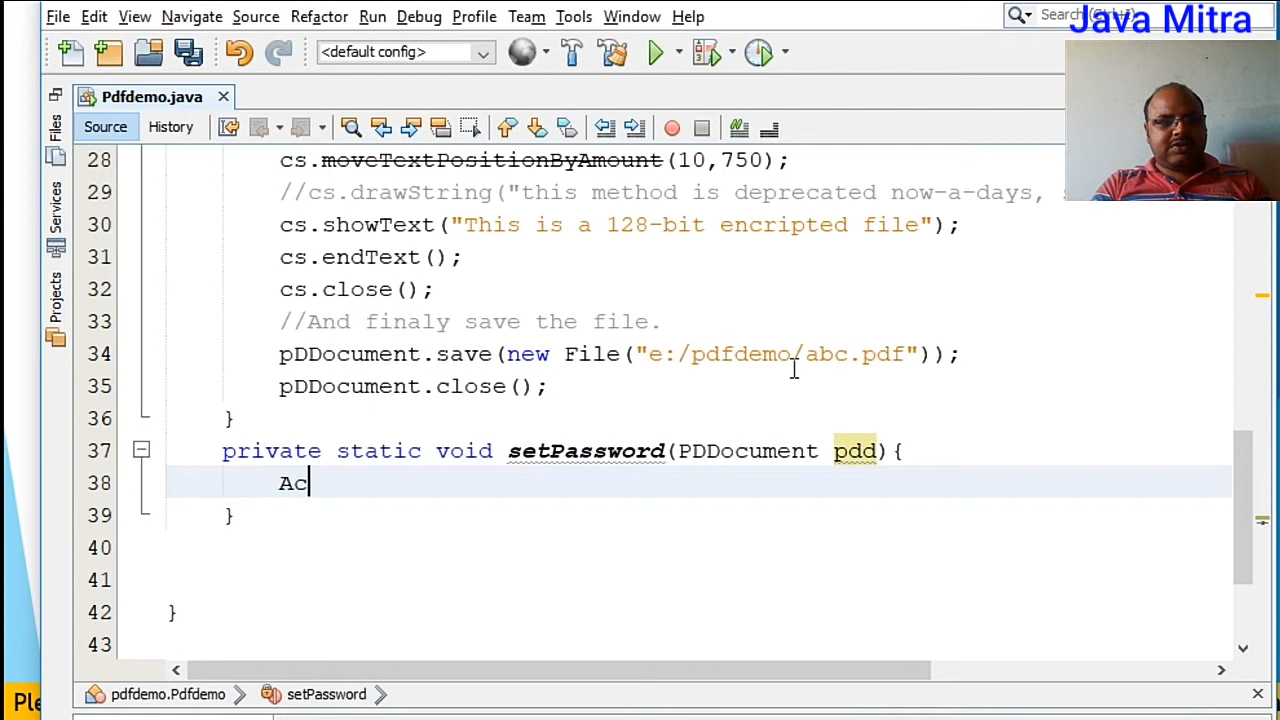 File Edit View Navigate Source Refactor Run Debug Profile Team Tools Window Help
Java Mitra
<default config>
Pdfdemo.java
Source History
Files
Services
Projects
28 cs.moveTextPositionByAmount(10,750);
29 //cs.drawString("this method is deprecated now-a-days,
30 cs.showText("This is a 128-bit encripted file");
31 cs.endText();
32 cs.close();
33 //And finaly save the file.
34 pDDocument.save(new File("e:/pdfdemo/abc.pdf"));
35 pDDocument.close();
36 }
37 private static void setPassword(PDDocument pdd){
38 Ac
39 }
40
41
42 }
43
Ple
pdfdemo.Pdfdemo setPassword